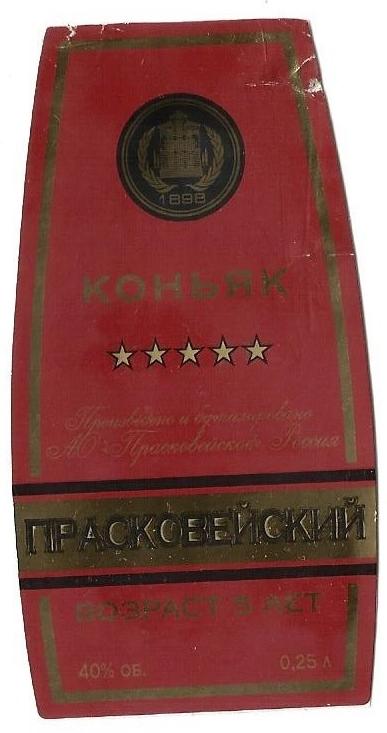 1898
КОНЬЯК
Произведено и бутилировано
АО "Прасковейское" Россия
ПРАСКОВЕЙСКИЙ
ВОЗРАСТ 5 ЛЕТ
40% ОБ. 0,25 Л